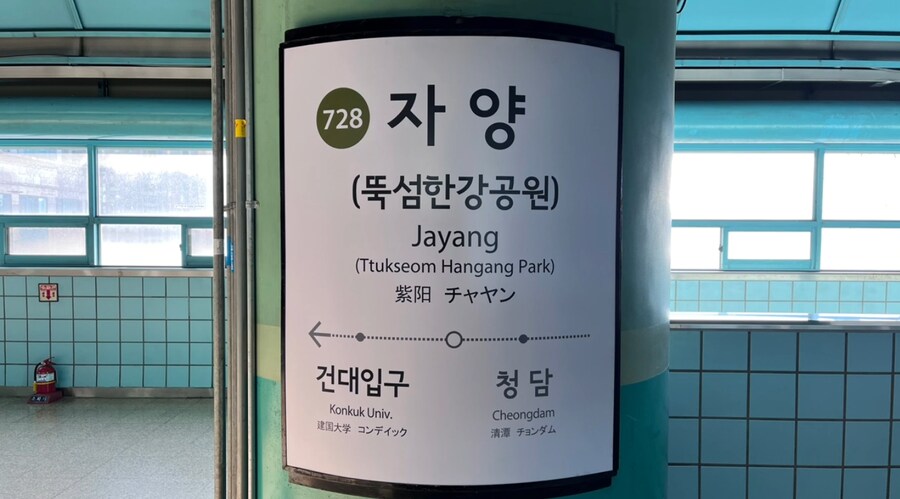 728 자양
(뚝섬한강공원)
Jayang
(Ttukseom Hangang Park)
紫阳 チャヤン
건대입구 청담
Konkuk Univ. Cheongdam
建国大学 コンデイック 清潭 チョンダム